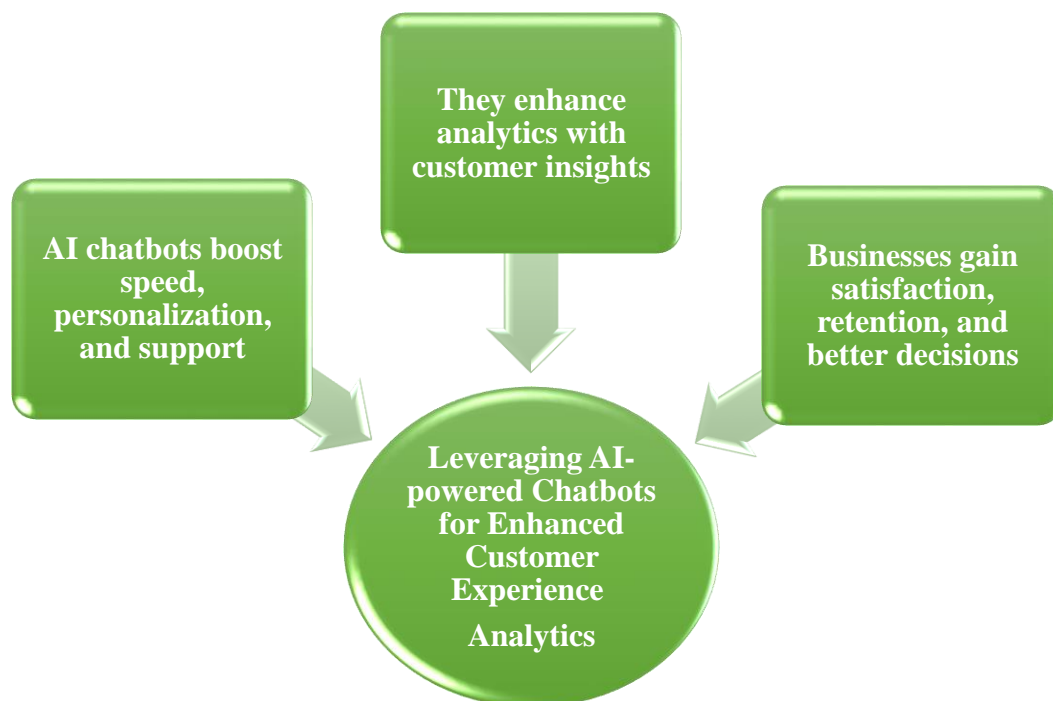 They enhance
analytics with
customer insights
AI chatbots boost
speed,
personalization,
and support
Businesses gain
satisfaction,
retention, and
better decisions
Leveraging AI-
powered Chatbots
for Enhanced
Customer
Experience
Analytics